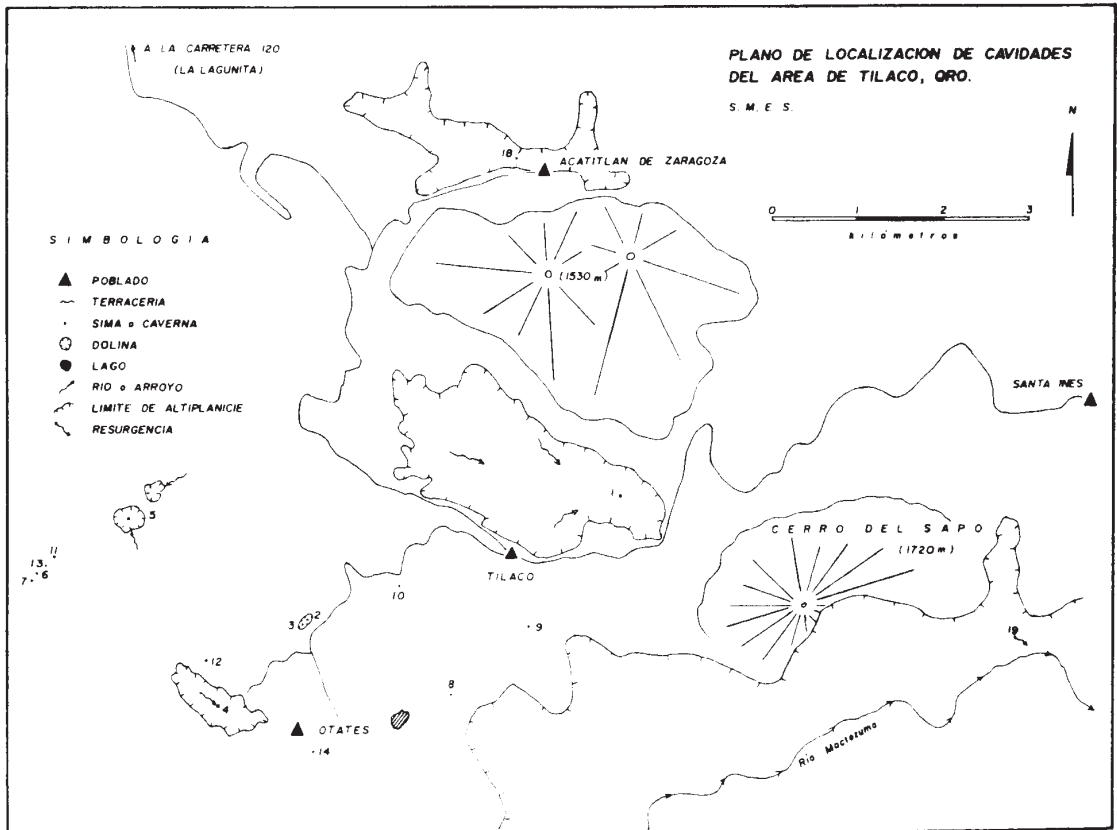 A LA CARRETERA 120
(LA LAGUNITA)
PLANO DE LOCALIZACION DE CAVIDADES
DEL AREA DE TILACO, QRO.
S. M. E. S.
N
0 1 2 3
kilómetros
18
ACATITLAN DE ZARAGOZA
(1530 m)
SIMBOLOGIA
POBLADO
TERRACERIA
SIMA o CAVERNA
DOLINA
LAGO
RIO o ARROYO
LIMITE DE ALTIPLANICIE
RESURGENCIA
SANTA INES
1
5
CERRO DEL SAPO
(1720 m)
11
13
6
7
TILACO
10
2
3
9
19
12
8
4
OTATES
14
Río Moctezuma